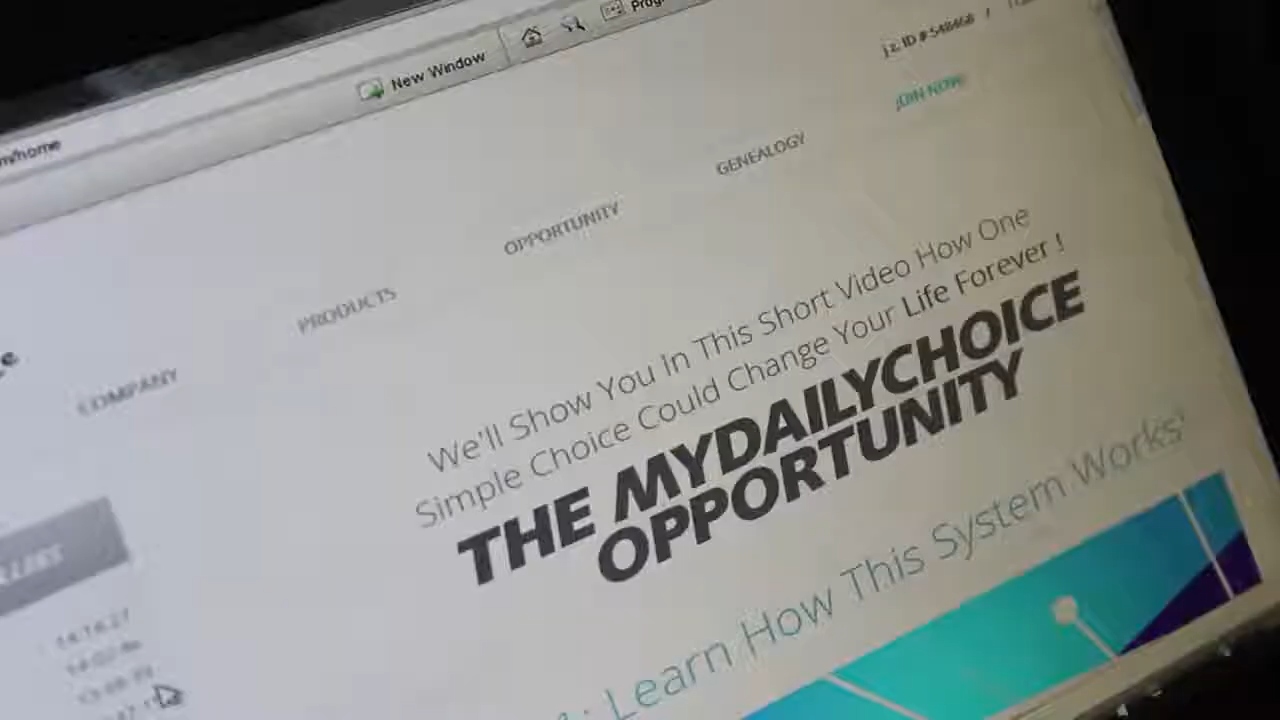 New Window
JOIN NOW
COMPANY
PRODUCTS
OPPORTUNITY
GENEALOGY
We'll Show You In This Short Video How One
Simple Choice Could Change Your Life Forever !
THE MYDAILYCHOICE
OPPORTUNITY
Learn How This System Works'